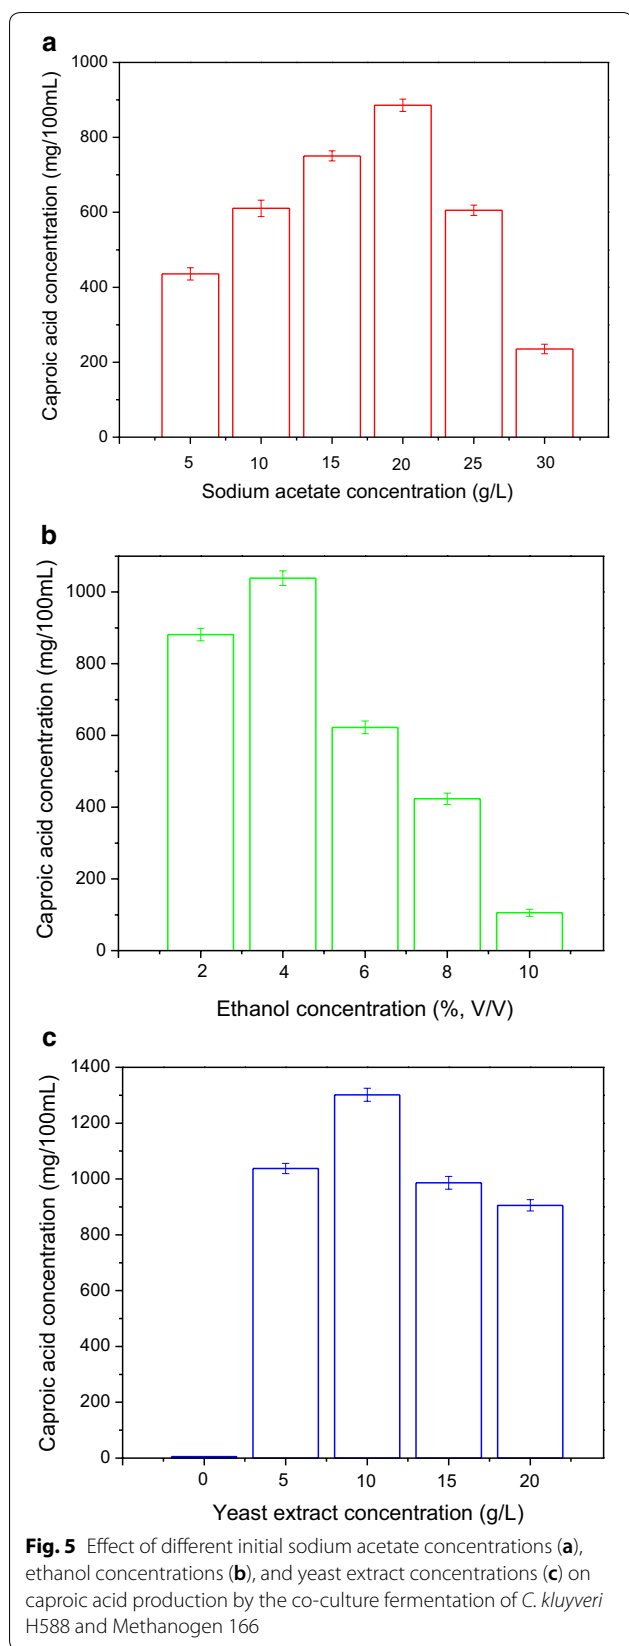 a
Caproic acid concentration (mg/100mL)
1000
800
600
400
200
0
5 10 15 20 25 30
Sodium acetate concentration (g/L)
b
Caproic acid concentration (mg/100mL)
1000
800
600
400
200
0
2 4 6 8 10
Ethanol concentration (%, V/V)
c
Caproic acid concentration (mg/100mL)
1400
1200
1000
800
600
400
200
0
0 5 10 15 20
Yeast extract concentration (g/L)
Fig. 5 Effect of different initial sodium acetate concentrations (a),
ethanol concentrations (b), and yeast extract concentrations (c) on
caproic acid production by the co-culture fermentation of C. kluyveri
H588 and Methanogen 166